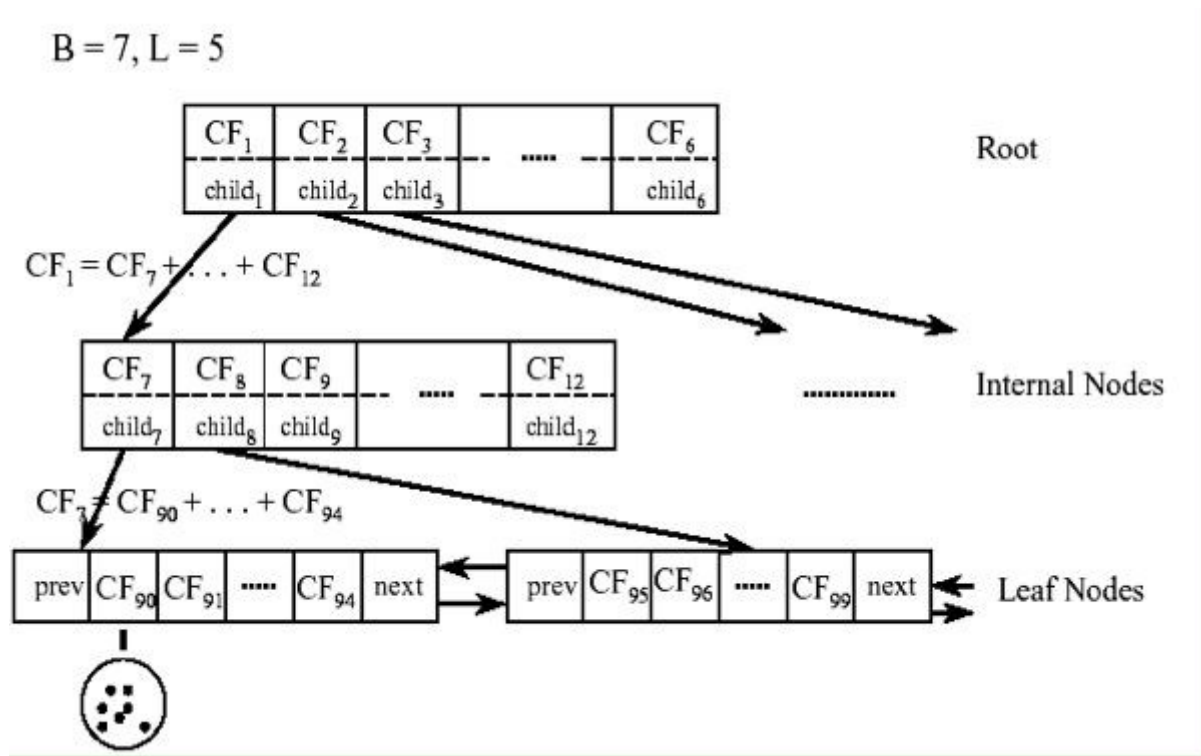 B = 7, L = 5
CF₁ CF₂ CF₃ ..... CF₆
child₁ child₂ child₃ child₆
Root
CF₁ = CF₇ + . . . + CF₁₂
CF₇ CF₈ CF₉ ..... CF₁₂
child₇ child₈ child₉ child₁₂
.............
Internal Nodes
CF₇ = CF₉₀ + . . . + CF₉₄
prev CF₉₀ CF₉₁ ..... CF₉₄ next
prev CF₉₅ CF₉₆ ..... CF₉₉ next
Leaf Nodes